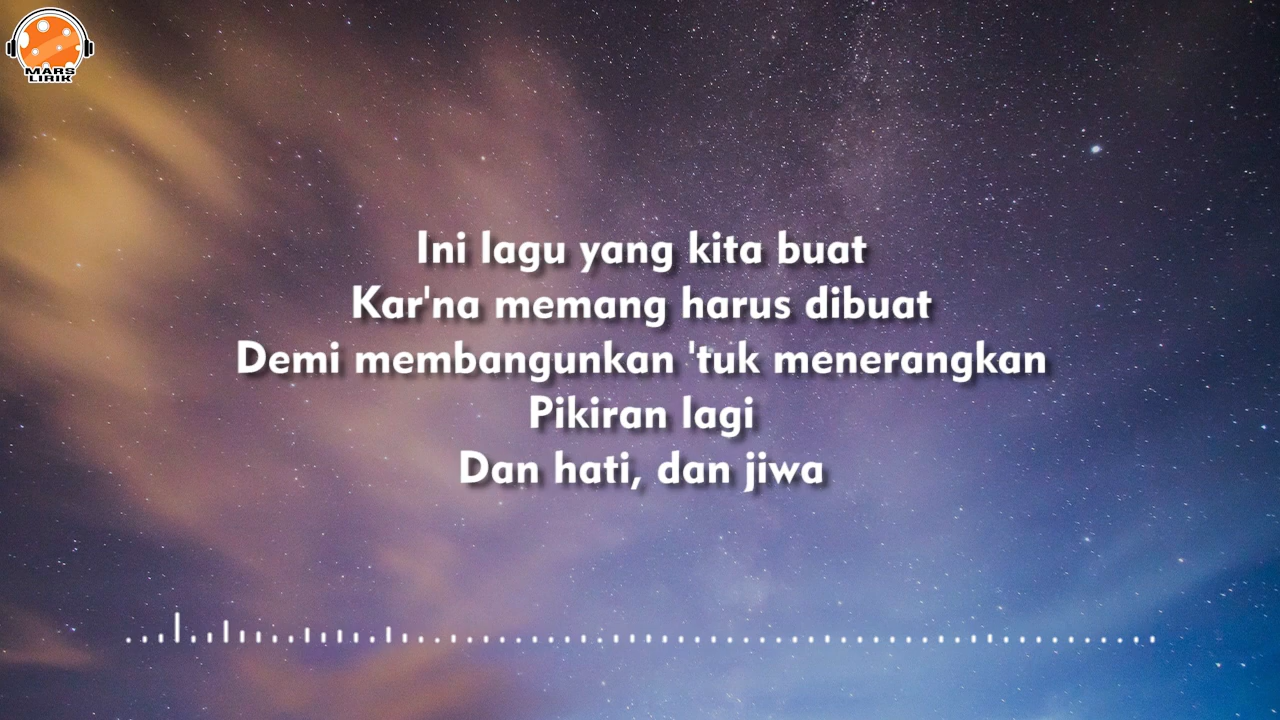 MARS
LIRIK
Ini lagu yang kita buat
Kar'na memang harus dibuat
Demi membangunkan 'tuk menerangkan
Pikiran lagi
Dan hati, dan jiwa